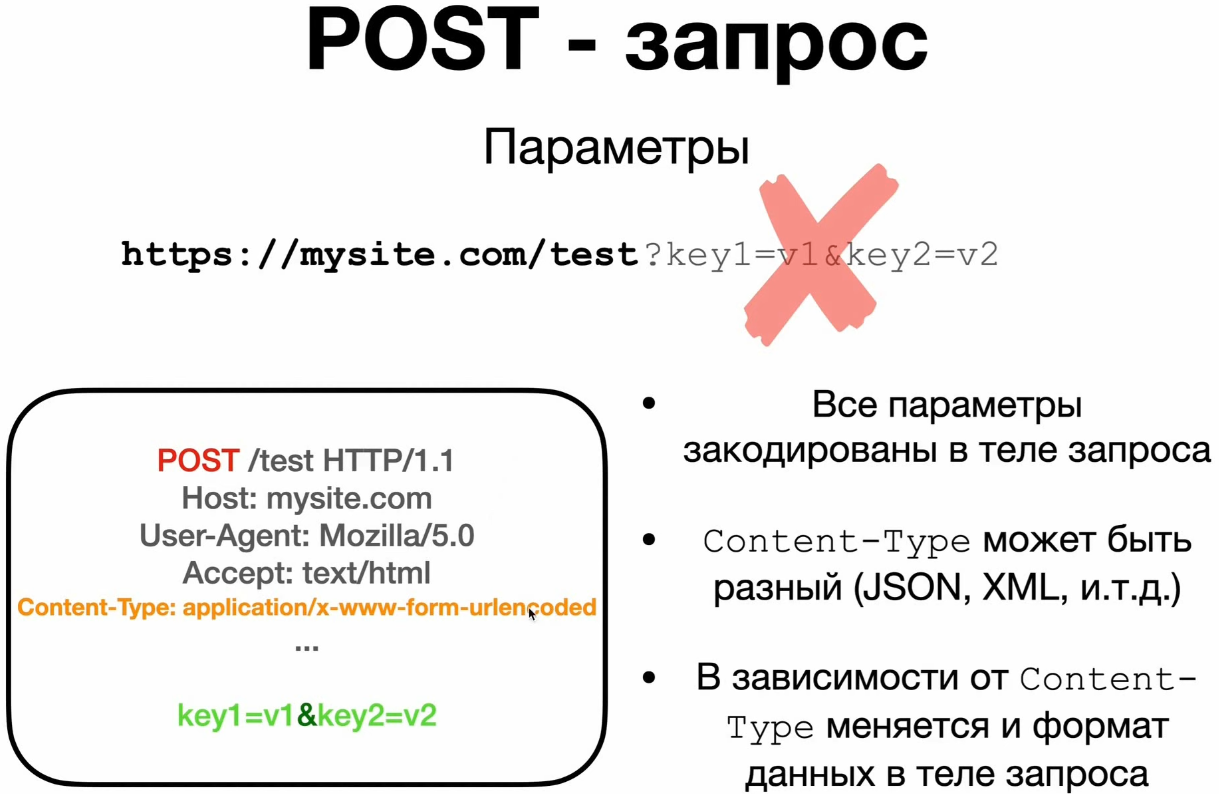 POST - запрос
Параметры
https://mysite.com/test?key1=v1&key2=v2
POST /test HTTP/1.1
Host: mysite.com
User-Agent: Mozilla/5.0
Accept: text/html
Content-Type: application/x-www-form-urlencoded
...
key1=v1&key2=v2
• Все параметры
закодированы в теле запроса
• Content-Type может быть
разный (JSON, XML, и.т.д.)
• В зависимости от Content-
Type меняется и формат
данных в теле запроса